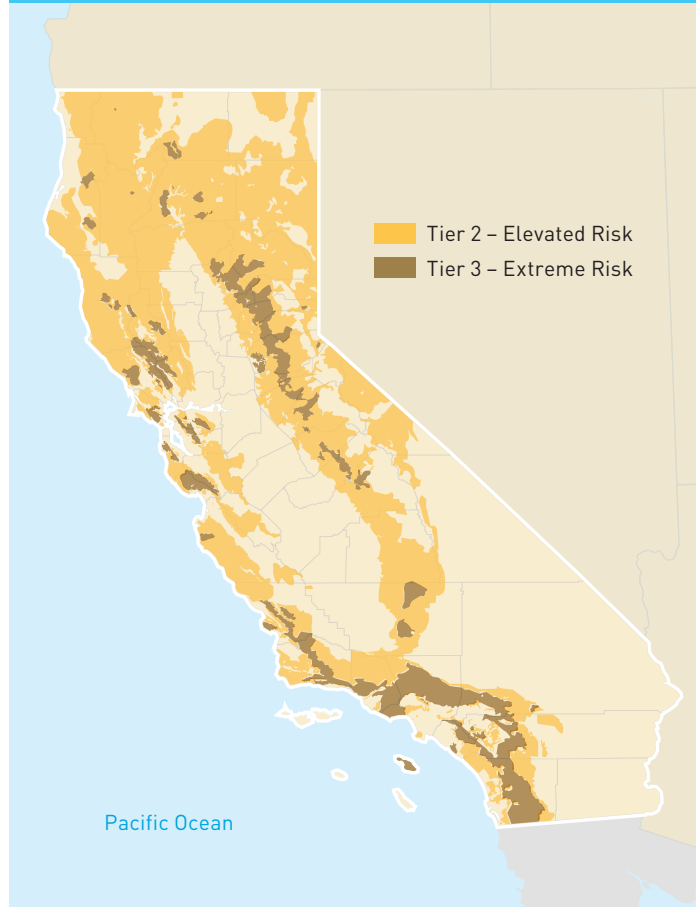 Tier 2 – Elevated Risk
Tier 3 – Extreme Risk
Pacific Ocean